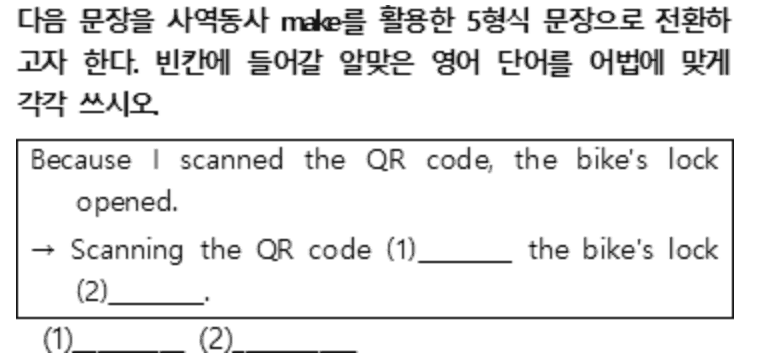 다음 문장을 사역동사 make를 활용한 5형식 문장으로 전환하
고자 한다. 빈칸에 들어갈 알맞은 영어 단어를 어법에 맞게
각각 쓰시오.
Because I scanned the QR code, the bike's lock
opened.
→ Scanning the QR code (1)_______ the bike's lock
(2)_______.
(1)_________ (2)__________